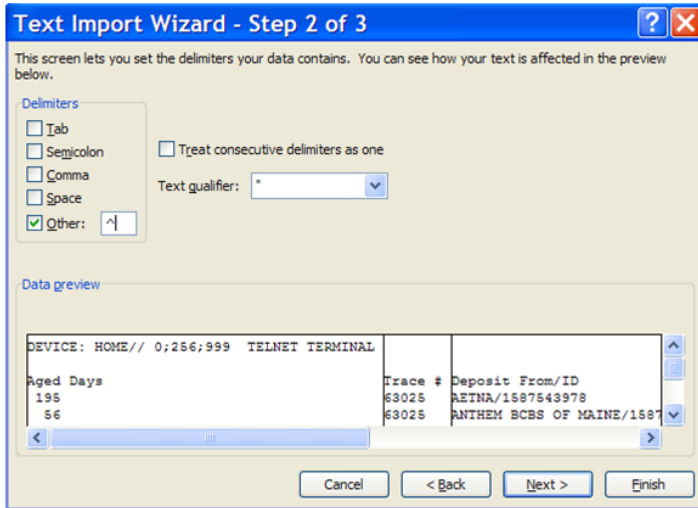 Text Import Wizard - Step 2 of 3
This screen lets you set the delimiters your data contains. You can see how your text is affected in the preview
below.
Delimiters
Tab
Semicolon
Comma
Space
Other: ^
Treat consecutive delimiters as one
Text qualifier: "
Data preview
DEVICE: HOME// 0;256;999 TELNET TERMINAL
Aged Days Trace # Deposit From/ID
195 63025 AETNA/1587543978
56 63025 ANTHEM BCBS OF MAINE/1587
Cancel < Back Next > Finish